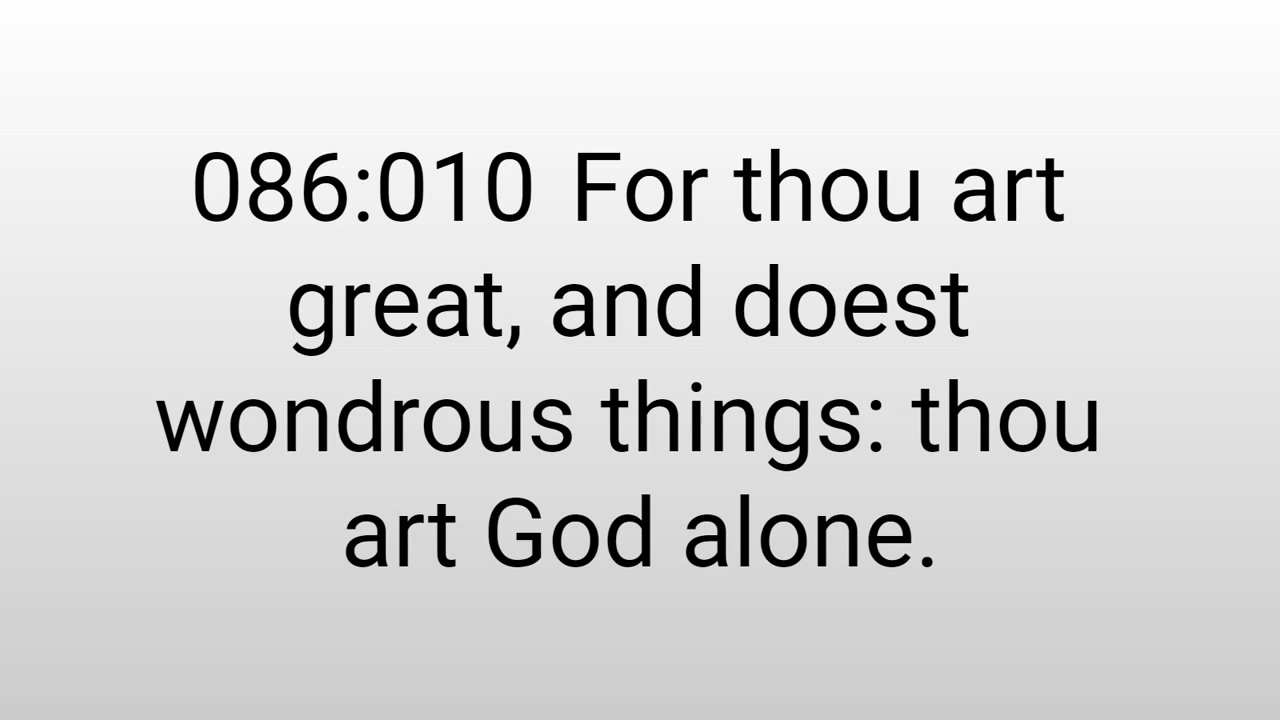 086:010 For thou art
great, and doest
wondrous things: thou
art God alone.